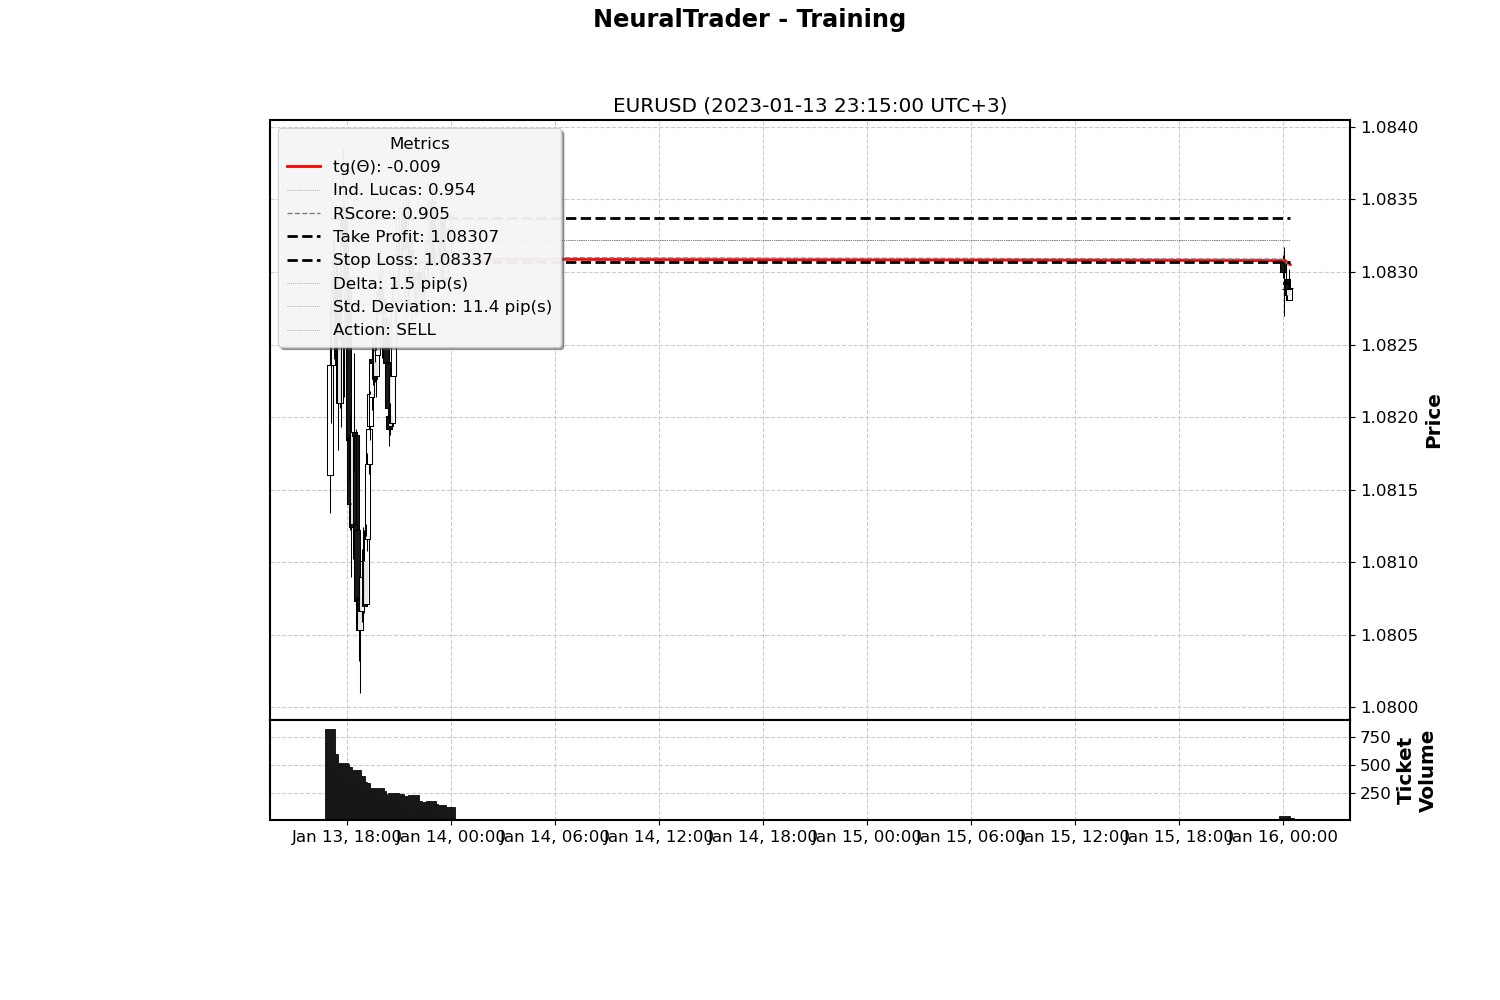 NeuralTrader - Training
EURUSD (2023-01-13 23:15:00 UTC+3)
Metrics
tg(Θ): -0.009
Ind. Lucas: 0.954
RScore: 0.905
Take Profit: 1.08307
Stop Loss: 1.08337
Delta: 1.5 pip(s)
Std. Deviation: 11.4 pip(s)
Action: SELL
1.0840
1.0835
1.0830
1.0825
1.0820
1.0815
1.0810
1.0805
1.0800
Price
750
500
250
Ticket
Volume
Jan 13, 18:00
Jan 14, 00:00
Jan 14, 06:00
Jan 14, 12:00
Jan 14, 18:00
Jan 15, 00:00
Jan 15, 06:00
Jan 15, 12:00
Jan 15, 18:00
Jan 16, 00:00